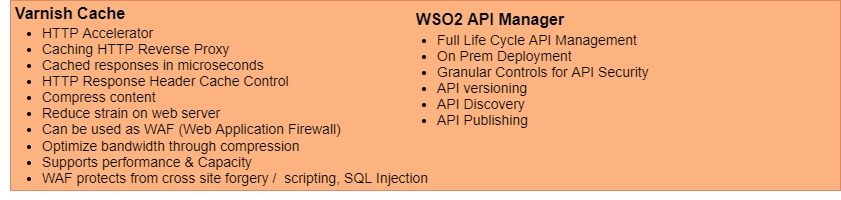 Varnish Cache
• HTTP Accelerator
• Caching HTTP Reverse Proxy
• Cached responses in microseconds
• HTTP Response Header Cache Control
• Compress content
• Reduce strain on web server
• Can be used as WAF (Web Application Firewall)
• Optimize bandwidth through compression
• Supports performance & Capacity
• WAF protects from cross site forgery / scripting, SQL Injection
WSO2 API Manager
• Full Life Cycle API Management
• On Prem Deployment
• Granular Controls for API Security
• API versioning
• API Discovery
• API Publishing